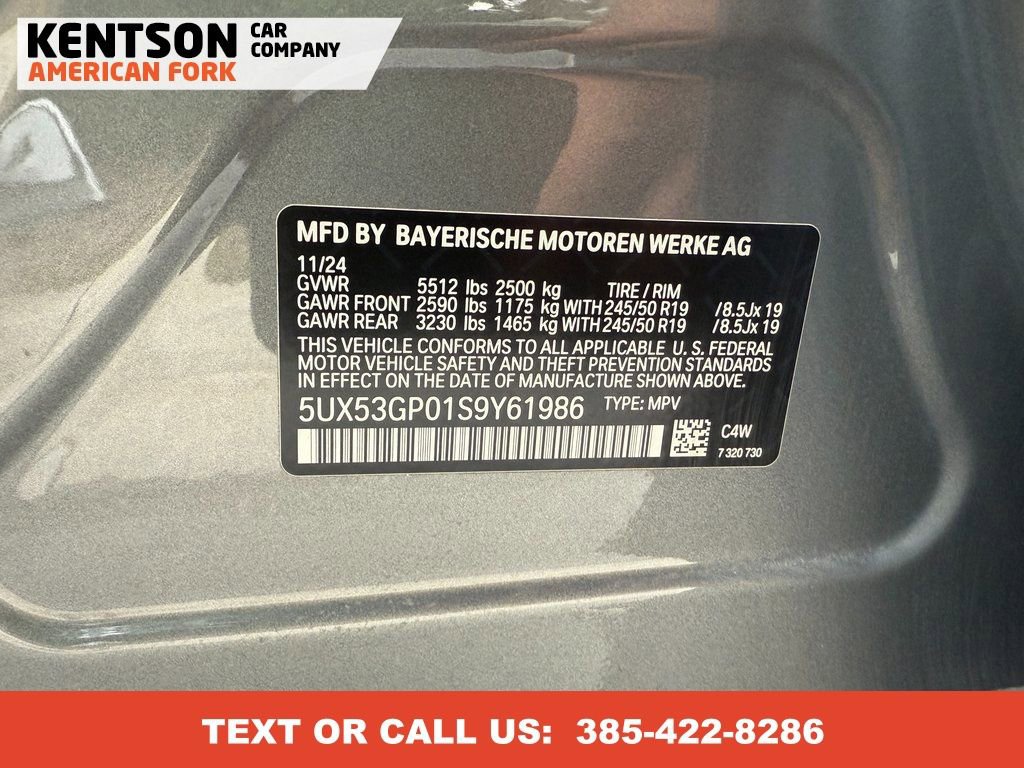 KENTSON CAR COMPANY
AMERICAN FORK
MFD BY BAYERISCHE MOTOREN WERKE AG
11/24
GVWR 5512 lbs 2500 kg TIRE / RIM
GAWR FRONT 2590 lbs 1175 kg WITH 245/50 R19 /8.5Jx 19
GAWR REAR 3230 lbs 1465 kg WITH 245/50 R19 /8.5Jx 19
THIS VEHICLE CONFORMS TO ALL APPLICABLE U. S. FEDERAL
MOTOR VEHICLE SAFETY AND THEFT PREVENTION STANDARDS
IN EFFECT ON THE DATE OF MANUFACTURE SHOWN ABOVE.
5UX53GP01S9Y61986 TYPE: MPV
C4W
7 320 730
TEXT OR CALL US: 385-422-8286